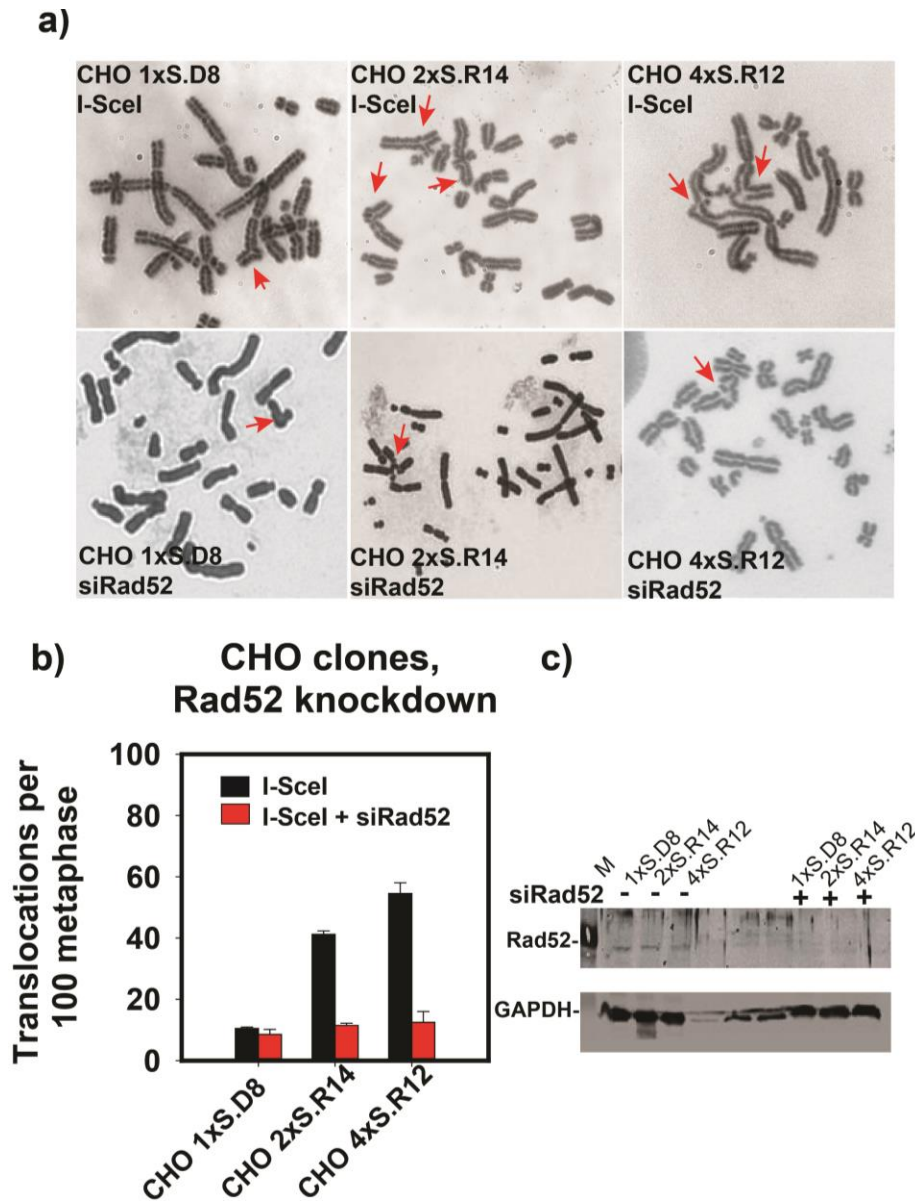 a)
CHO 1xS.D8
I-SceI
CHO 2xS.R14
I-SceI
CHO 4xS.R12
I-SceI
CHO 1xS.D8
siRad52
CHO 2xS.R14
siRad52
CHO 4xS.R12
siRad52
b)
CHO clones,
Rad52 knockdown
Translocations per
100 metaphase
100
80
60
40
20
0
I-SceI
I-SceI + siRad52
CHO 1xS.D8
CHO 2xS.R14
CHO 4xS.R12
c)
M
1xS.D8
2xS.R14
4xS.R12
1xS.D8
2xS.R14
4xS.R12
siRad52 - - - + + +
Rad52-
GAPDH-